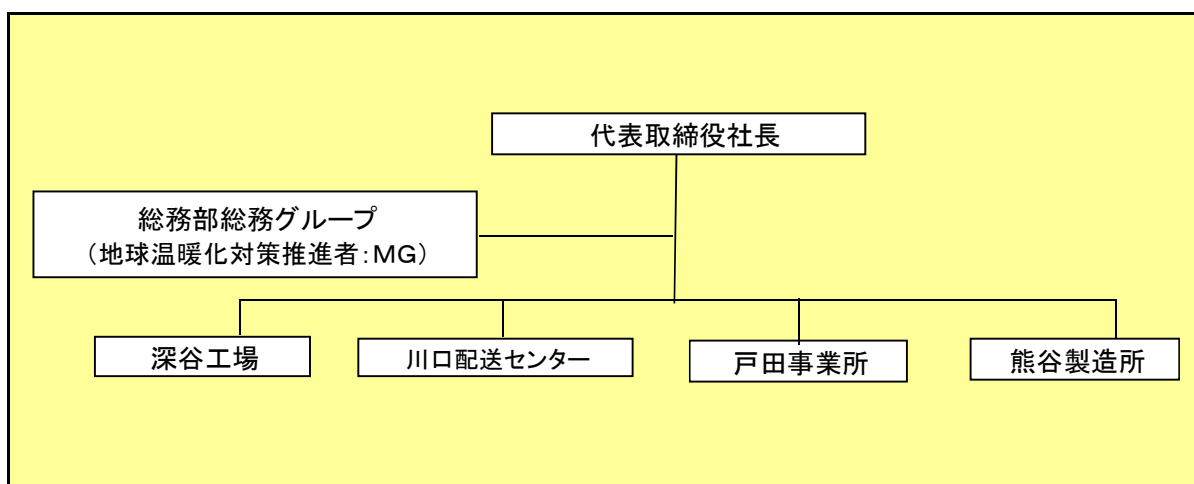 代表取締役社長
総務部総務グループ
（地球温暖化対策推進者：ＭＧ）
深谷工場
川口配送センター
戸田事業所
熊谷製造所